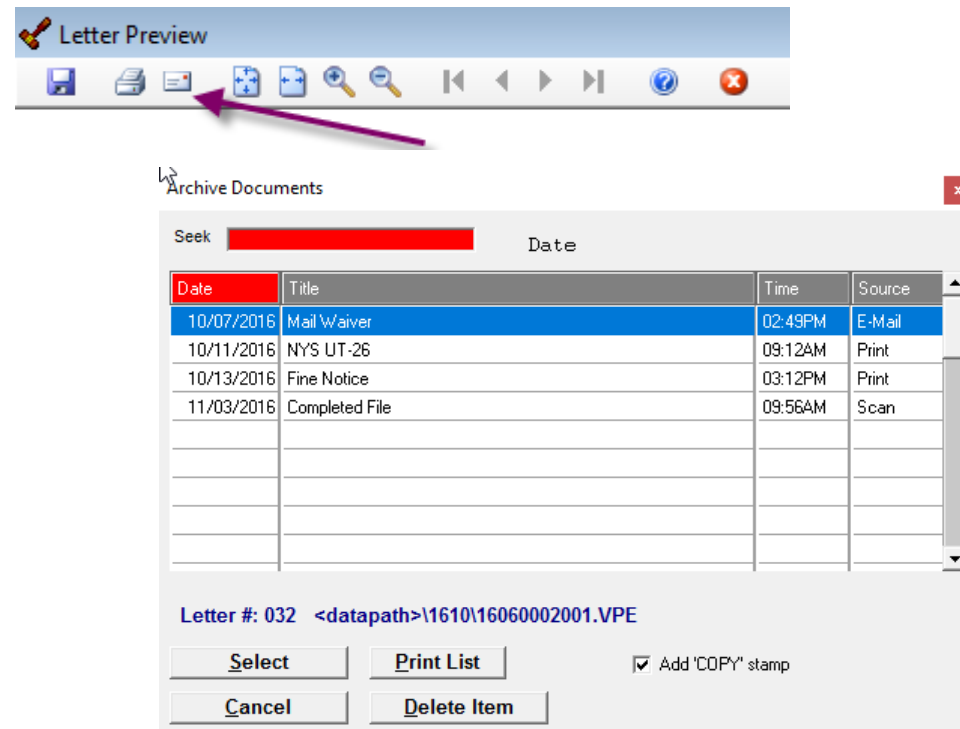 Letter Preview
Archive Documents
Seek
Date
Date Title Time Source
10/07/2016 Mail Waiver 02:49PM E-Mail
10/11/2016 NYS UT-26 09:12AM Print
10/13/2016 Fine Notice 03:12PM Print
11/03/2016 Completed File 09:56AM Scan
Letter #: 032 <datapath>\1610\16060002001.VPE
Select Print List Add 'COPY' stamp
Cancel Delete Item